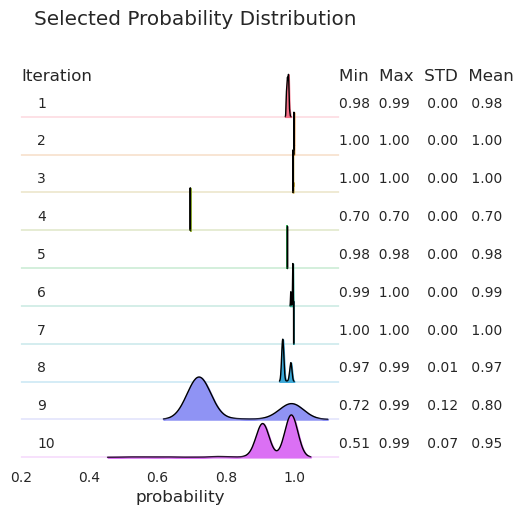 Selected Probability Distribution
Iteration Min Max STD Mean
1 0.98 0.99 0.00 0.98
2 1.00 1.00 0.00 1.00
3 1.00 1.00 0.00 1.00
4 0.70 0.70 0.00 0.70
5 0.98 0.98 0.00 0.98
6 0.99 1.00 0.00 0.99
7 1.00 1.00 0.00 1.00
8 0.97 0.99 0.01 0.97
9 0.72 0.99 0.12 0.80
10 0.51 0.99 0.07 0.95
0.2 0.4 0.6 0.8 1.0
probability